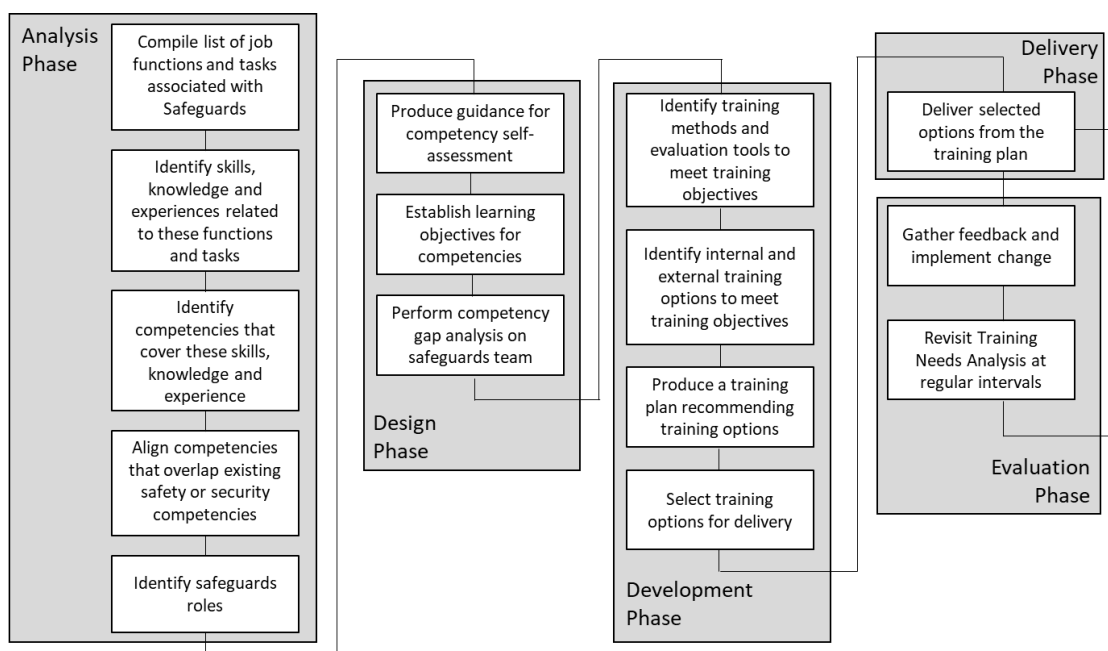 Analysis
Phase
Compile list of job
functions and tasks
associated with
Safeguards
Identify skills,
knowledge and
experiences related
to these functions
and tasks
Identify
competencies that
cover these skills,
knowledge and
experience
Align competencies
that overlap existing
safety or security
competencies
Identify safeguards
roles
Produce guidance for
competency self-
assessment
Establish learning
objectives for
competencies
Perform competency
gap analysis on
safeguards team
Design
Phase
Identify training
methods and
evaluation tools to
meet training
objectives
Identify internal and
external training
options to meet
training objectives
Produce a training
plan recommending
training options
Select training
options for delivery
Development
Phase
Delivery
Phase
Deliver selected
options from the
training plan
Gather feedback and
implement change
Revisit Training
Needs Analysis at
regular intervals
Evaluation
Phase